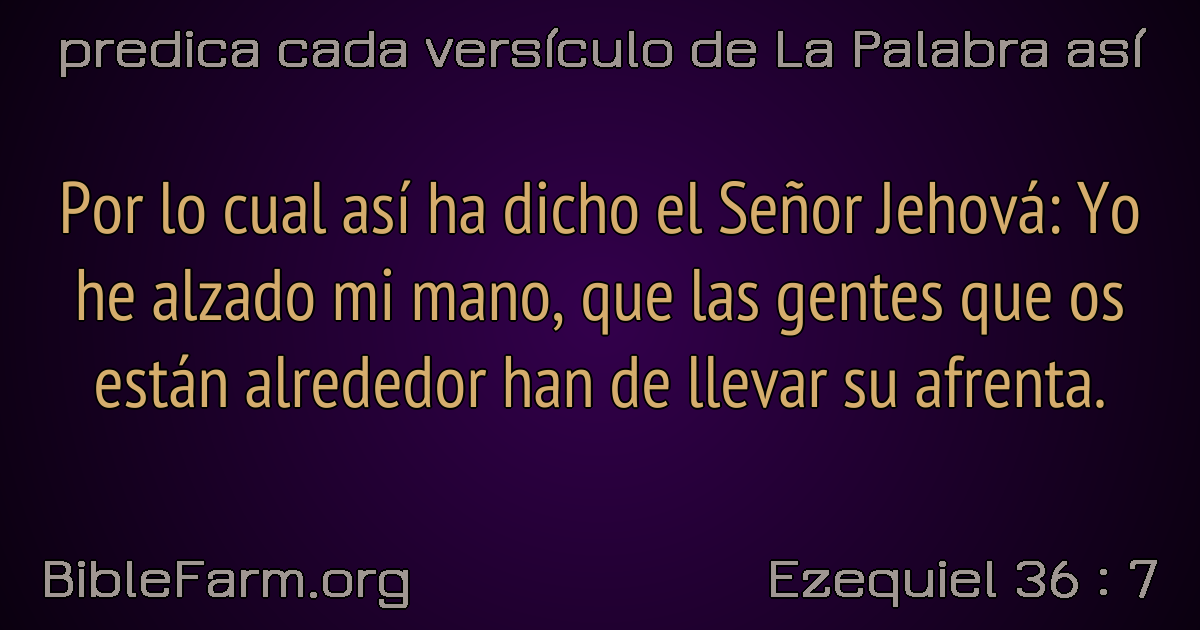 predica cada versículo de La Palabra así
Por lo cual así ha dicho el Señor Jehová: Yo
he alzado mi mano, que las gentes que os
están alrededor han de llevar su afrenta.
BibleFarm.org
Ezequiel 36 : 7